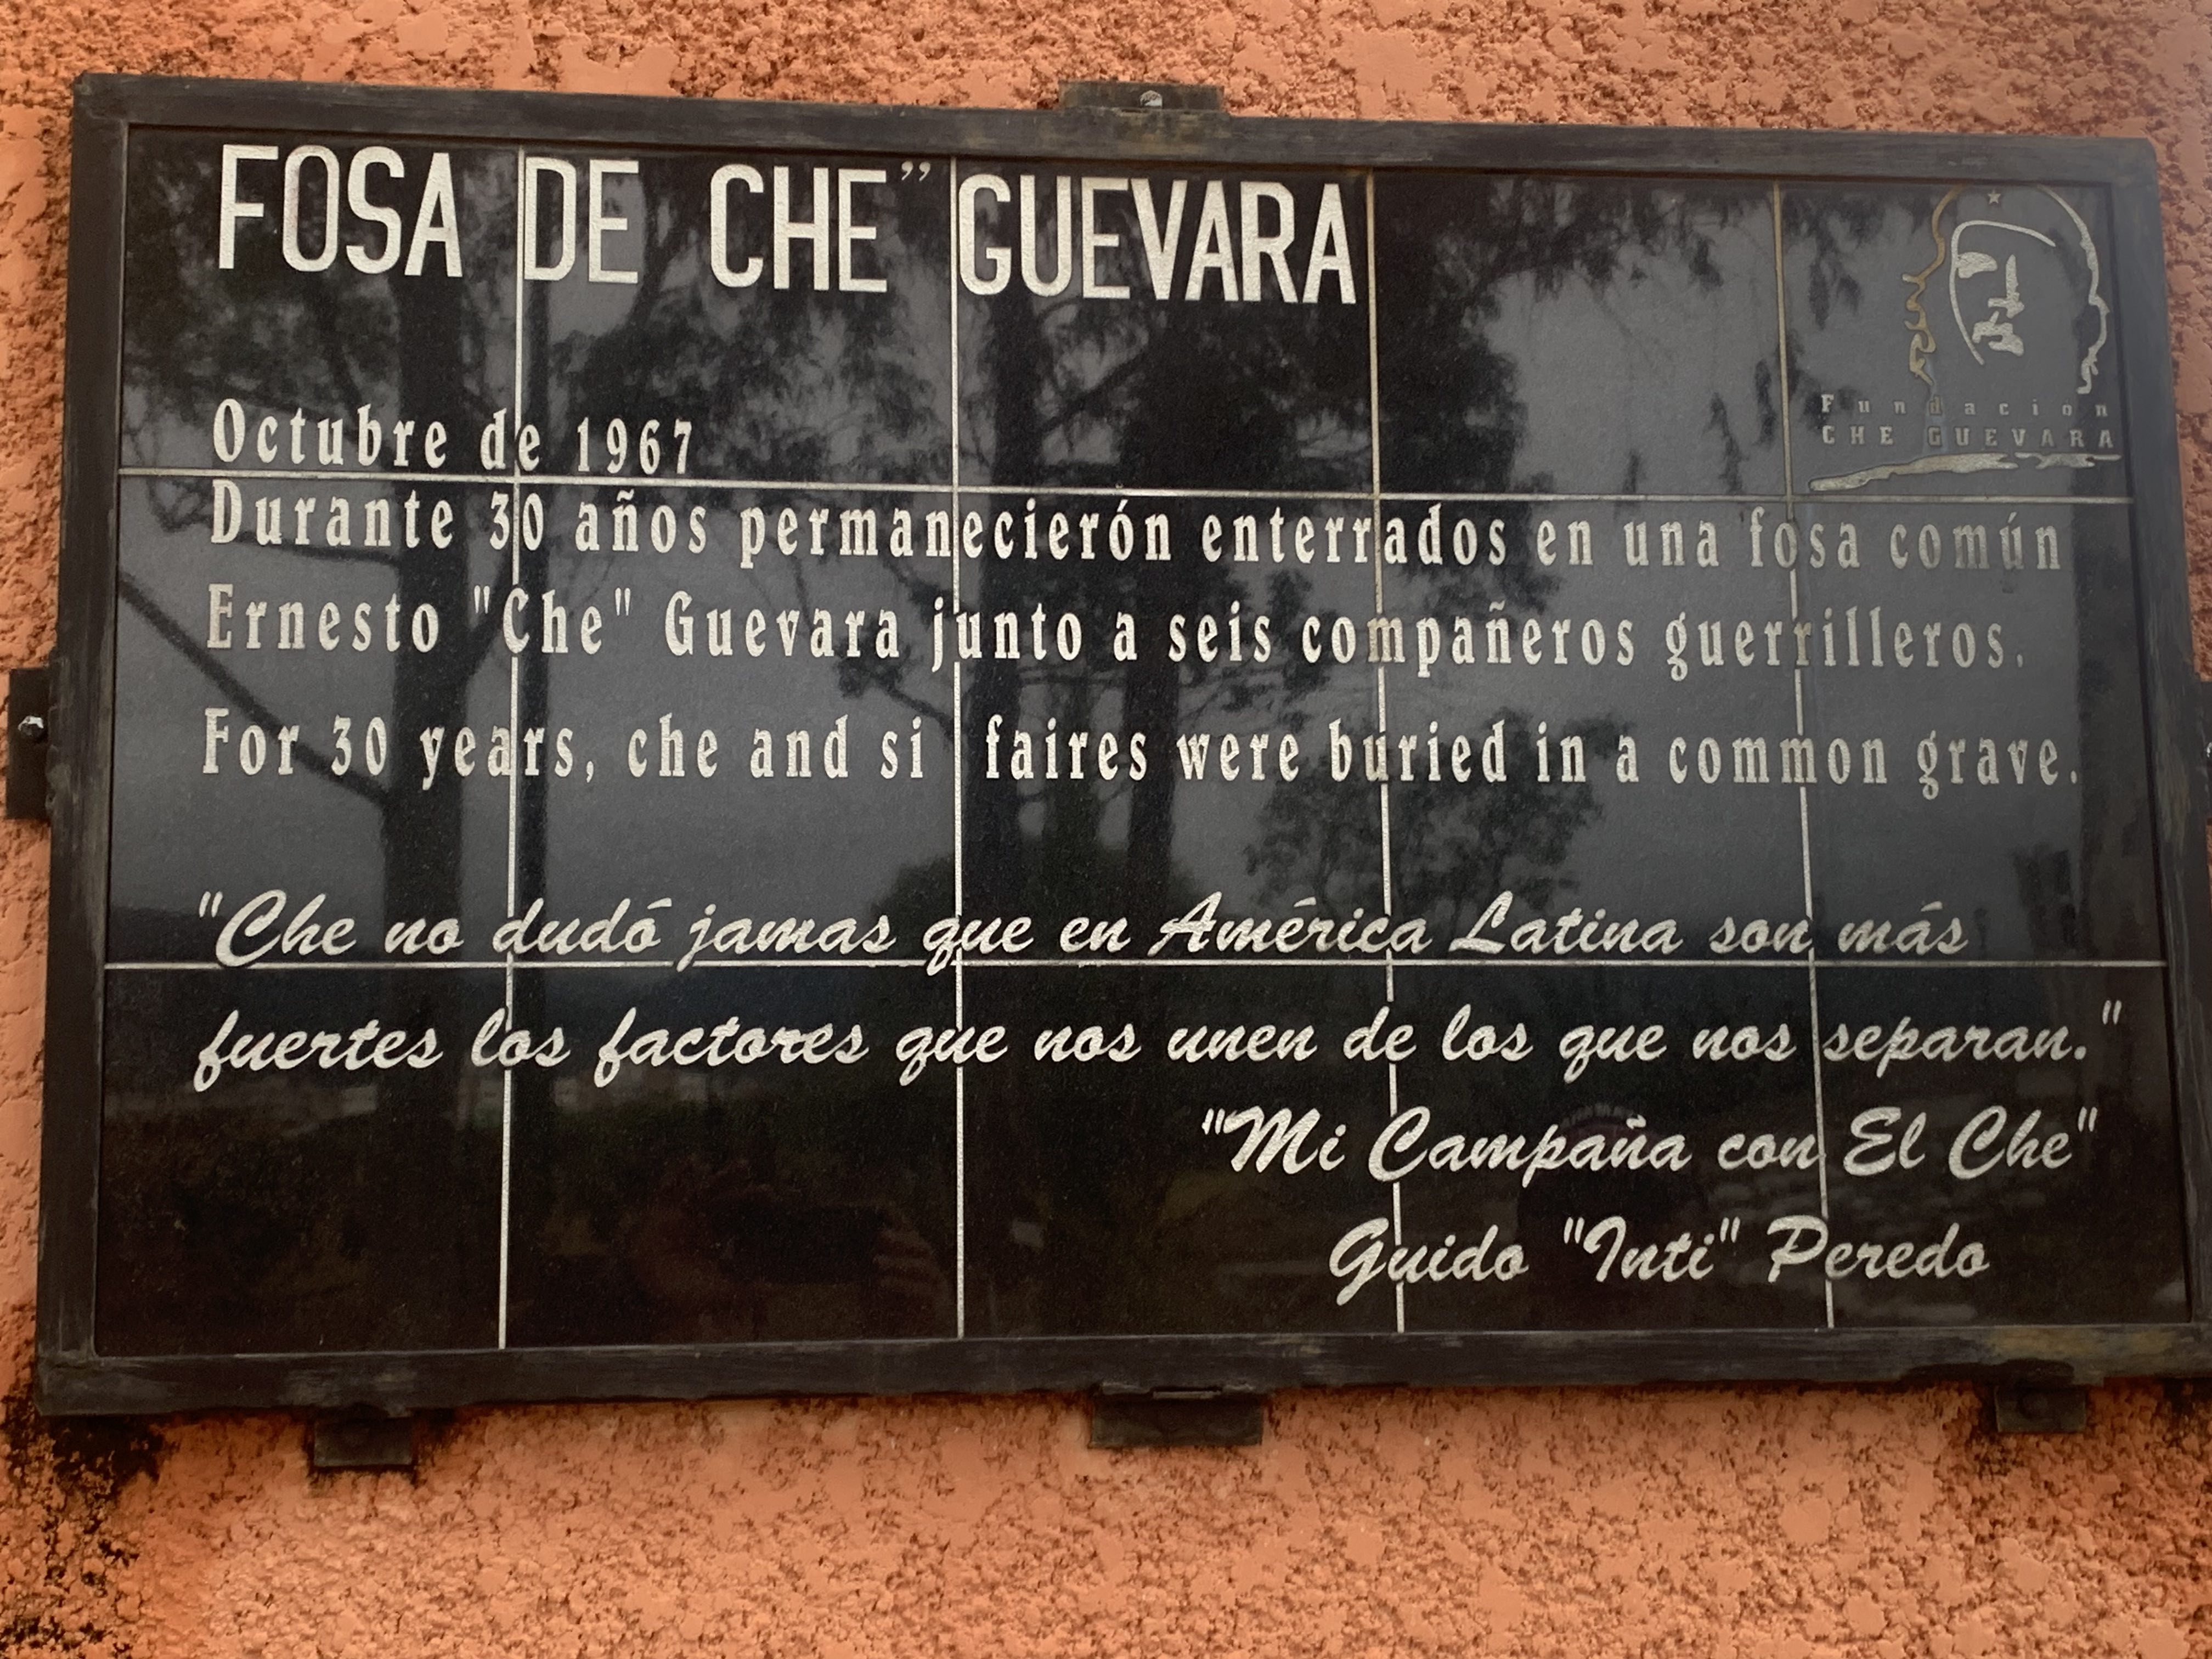 FOSA DE CHE" GUEVARA
Fundacion
CHE GUEVARA
Octubre de 1967
Durante 30 años permanecierón enterrados en una fosa común
Ernesto "Che" Guevara junto a seis compañeros guerrilleros.
For 30 years, che and si faires were buried in a common grave.
"Che no dudó jamas que en América Latina son más
fuertes los factores que nos unen de los que nos separan."
"Mi Campaña con El Che"
Guido "Inti" Peredo